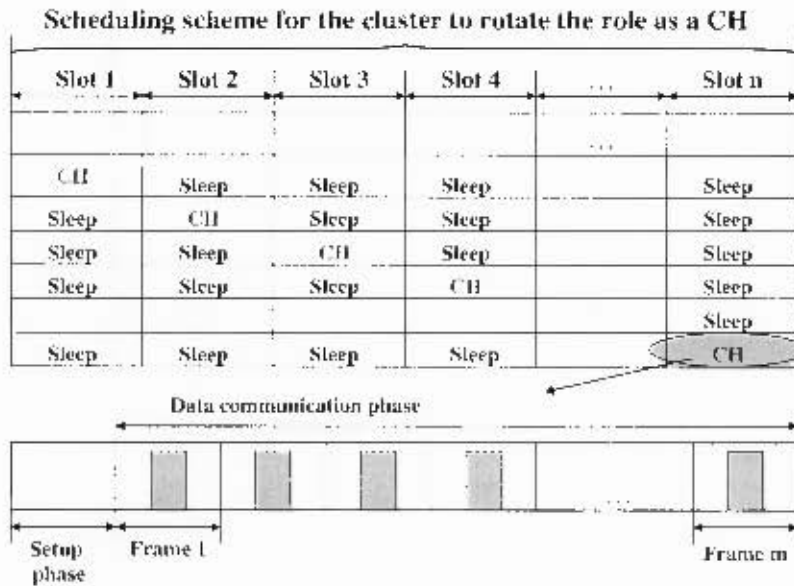 Scheduling scheme for the cluster to rotate the role as a CH
Slot 1 Slot 2 Slot 3 Slot 4 ... Slot n
...
CH Sleep Sleep Sleep Sleep
Sleep CH Sleep Sleep Sleep
Sleep Sleep CH Sleep Sleep
Sleep Sleep Sleep CH Sleep
Sleep
Sleep Sleep Sleep Sleep CH
Data communication phase
...
Setup phase Frame 1 Frame m